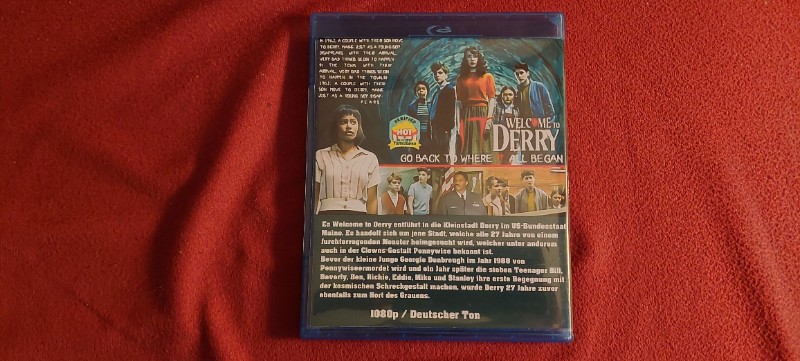 IN 1962, A COUPLE WITH THEIR SON MOVE
TO DERRY, MAINE JUST AS A YOUNG BOY
DISAPPEARS. WITH THEIR ARRIVAL,
VERY BAD THINGS BEGIN TO HAPPEN
IN THE TOWN. WITH THEIR
ARRIVAL, VERY BAD THINGS BEGIN
TO HAPPEN IN THE TOWN. IN
1962, A COUPLE WITH THEIR
SON MOVE TO DERRY, MAINE
JUST AS A YOUNG BOY DISAP-
PEARS
HOT
WELCOME TO
DERRY
GO BACK TO WHERE IT ALL BEGAN
Es Welcome to Derry entführt in die Kleinstadt Derry im US-Bundesstaat
Maine. Es handelt sich um jene Stadt, welche alle 27 Jahre von einem
furchterregenden Monster heimgesucht wird, welcher unter anderem
auch in der Clowns-Gestalt Pennywise bekannt ist.
Bevor der kleine Junge Georgie Denbrough im Jahr 1988 von
Pennywiseermordet wird und ein Jahr später die sieben Teenager Bill,
Beverly, Ben, Richie, Eddie, Mike und Stanley ihre erste Begegnung mit
der kosmischen Schreckgestalt machen, wurde Derry 27 Jahre zuvor
ebenfalls zum Hort des Grauens.
1080p / Deutscher Ton